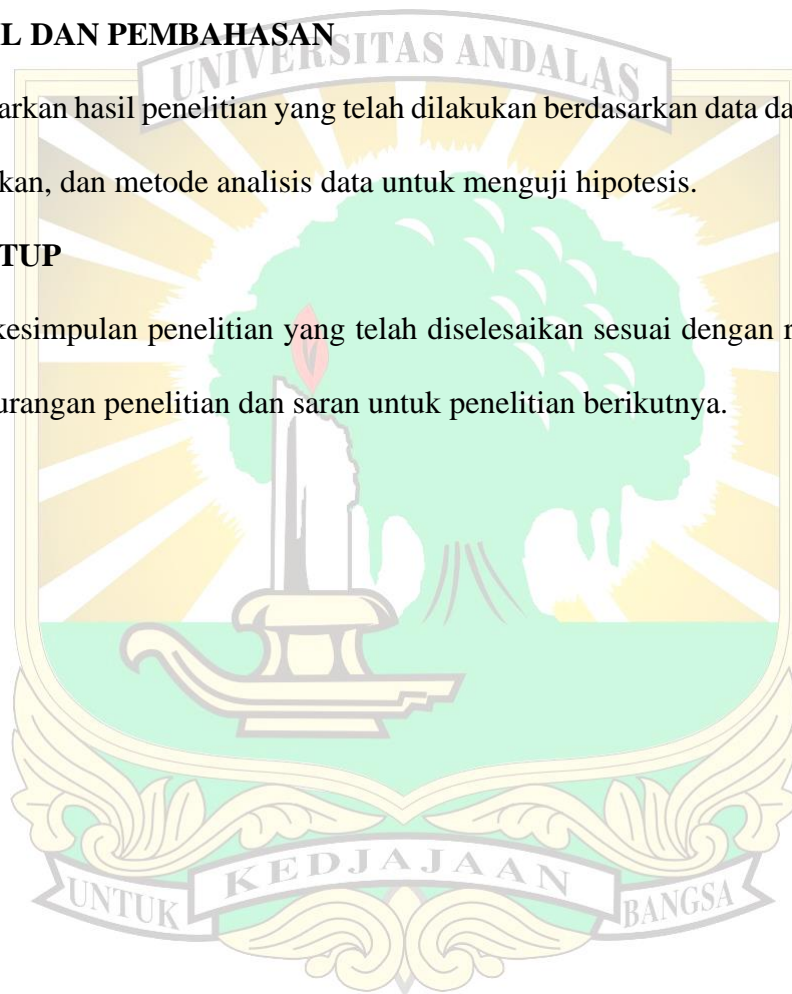 L DAN PEMBAHASAN
UNIVERSITAS ANDALAS
arkan hasil penelitian yang telah dilakukan berdasarkan data da
kan, dan metode analisis data untuk menguji hipotesis.
TUP
kesimpulan penelitian yang telah diselesaikan sesuai dengan
urangan penelitian dan saran untuk penelitian berikutnya.
UNTUK KEDJAJAAN BANGSA